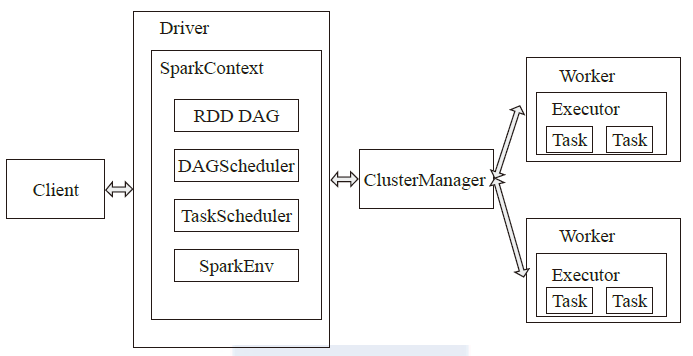 Driver
SparkContext
RDD DAG
DAGScheduler
TaskScheduler
SparkEnv
Client
ClusterManager
Worker
Executor
Task Task
Worker
Executor
Task Task